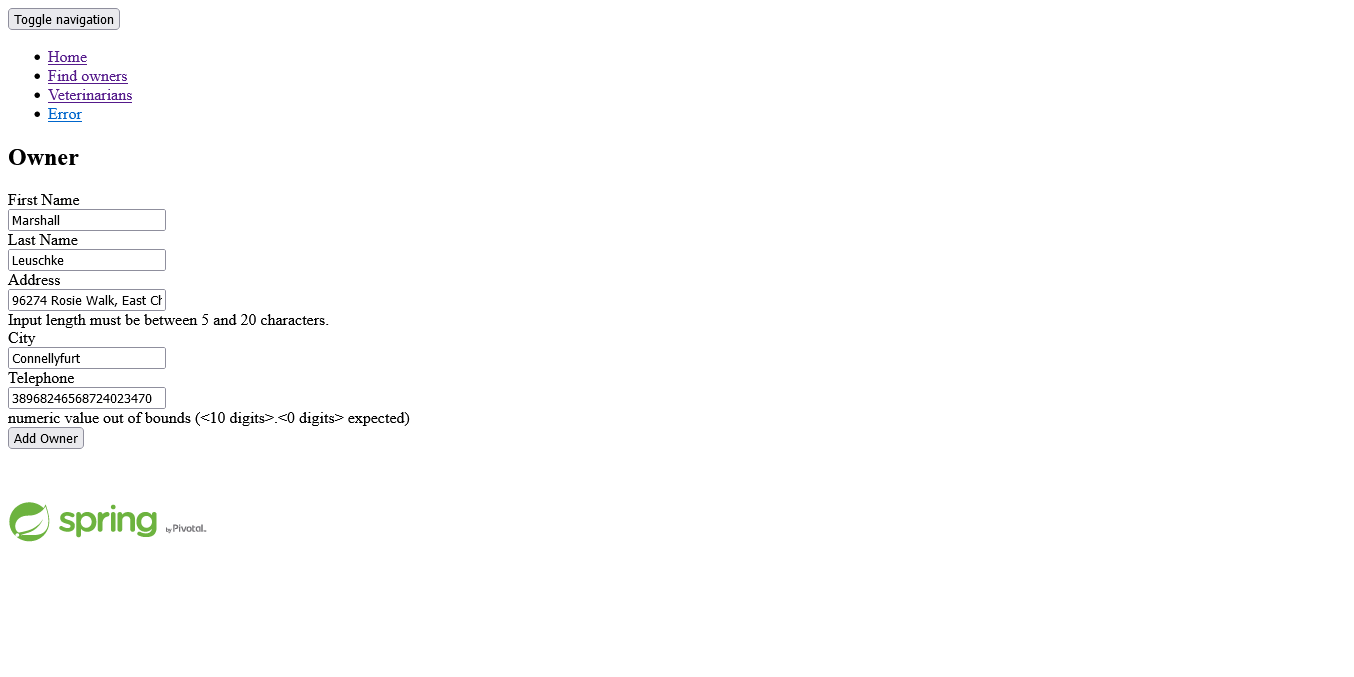 Toggle navigation
Home
Find owners
Veterinarians
Error
Owner
First Name
Marshall
Last Name
Leuschke
Address
96274 Rosie Walk, East Ch
Input length must be between 5 and 20 characters.
City
Connellyfurt
Telephone
38968246568724023470
numeric value out of bounds (<10 digits>.<0 digits> expected)
Add Owner
spring by Pivotal.